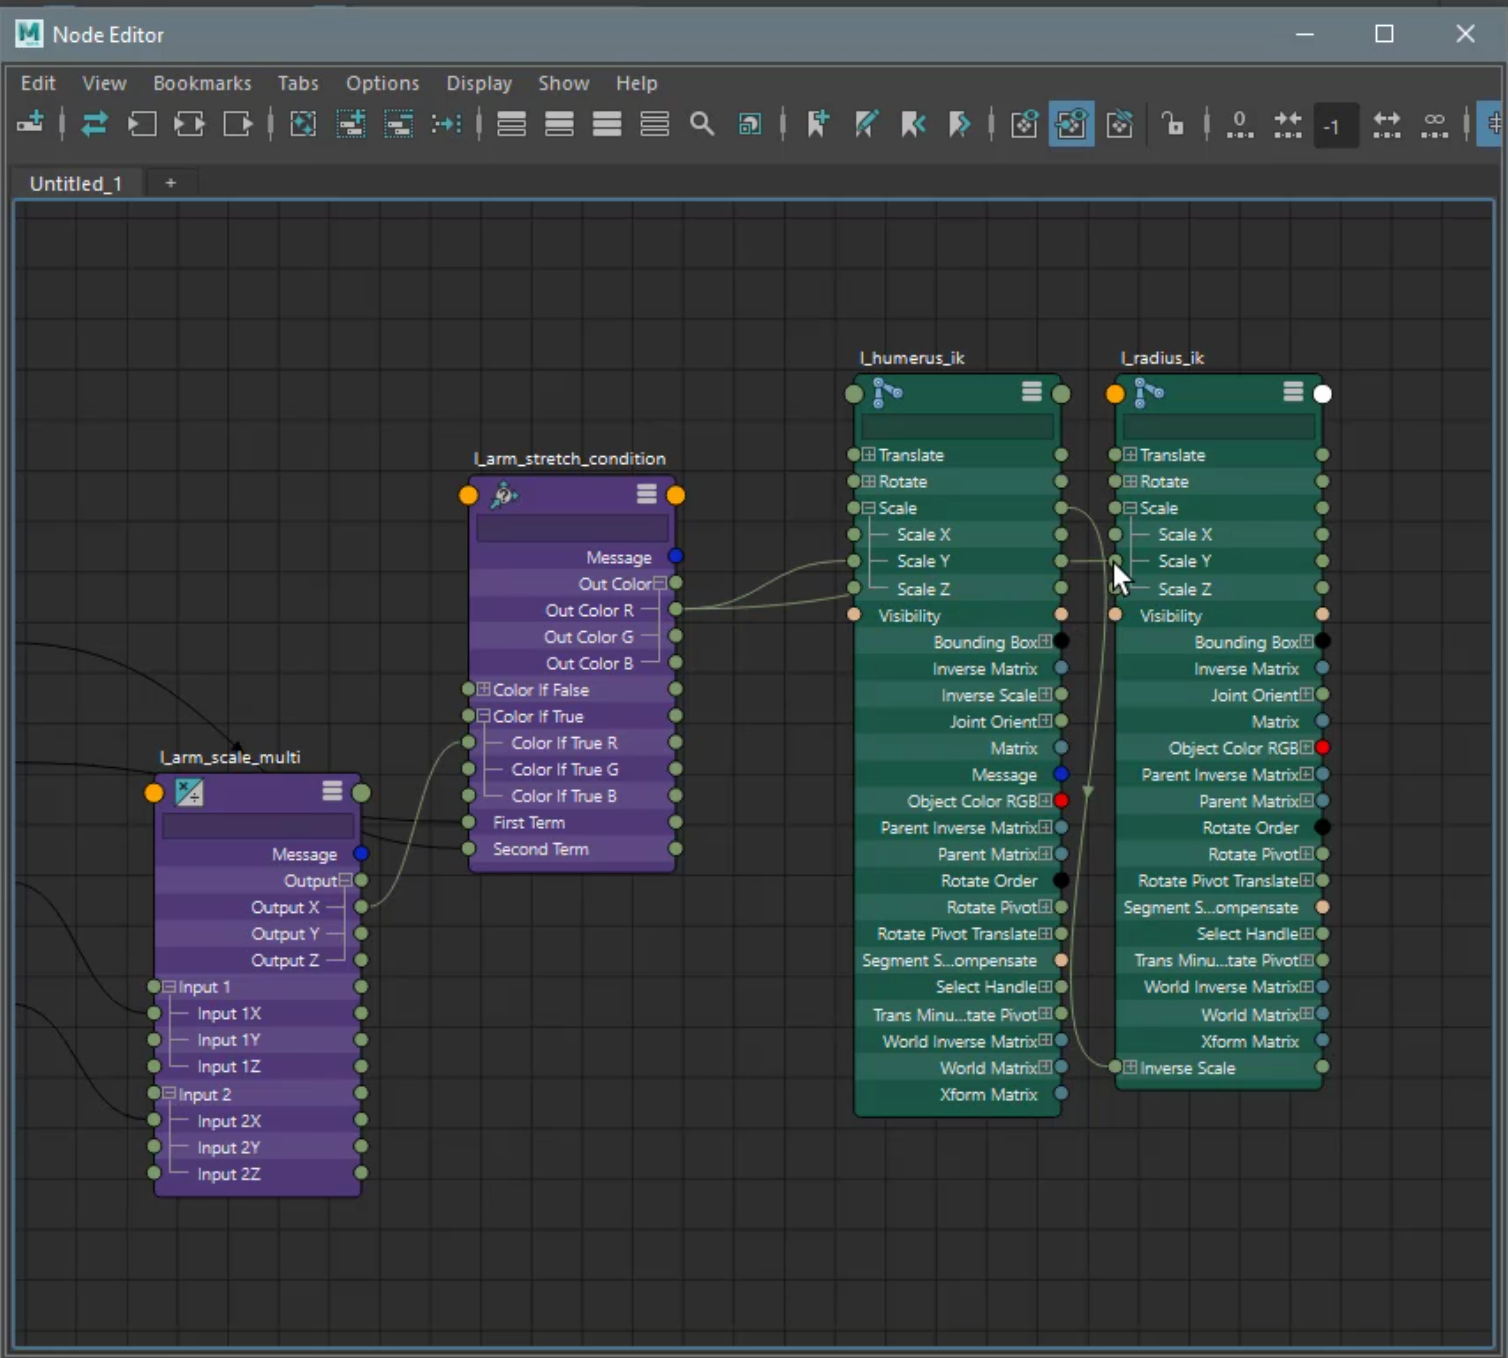 Node Editor
Edit View Bookmarks Tabs Options Display Show Help
0 -1 ∞
Untitled_1 +
l_humerus_ik
Translate
Rotate
Scale
Scale X
Scale Y
Scale Z
Visibility
Bounding Box
Inverse Matrix
Inverse Scale
Joint Orient
Matrix
Message
Object Color RGB
Parent Inverse Matrix
Parent Matrix
Rotate Order
Rotate Pivot
Rotate Pivot Translate
Segment S...ompensate
Select Handle
Trans Minu...tate Pivot
World Inverse Matrix
World Matrix
Xform Matrix
l_radius_ik
Translate
Rotate
Scale
Scale X
Scale Y
Scale Z
Visibility
Bounding Box
Inverse Matrix
Joint Orient
Matrix
Object Color RGB
Parent Inverse Matrix
Parent Matrix
Rotate Order
Rotate Pivot
Rotate Pivot Translate
Segment S...ompensate
Select Handle
Trans Minu...tate Pivot
World Inverse Matrix
World Matrix
Xform Matrix
Inverse Scale
l_arm_stretch_condition
Message
Out Color
Out Color R
Out Color G
Out Color B
Color If False
Color If True
Color If True R
Color If True G
Color If True B
First Term
Second Term
l_arm_scale_multi
Message
Output
Output X
Output Y
Output Z
Input 1
Input 1X
Input 1Y
Input 1Z
Input 2
Input 2X
Input 2Y
Input 2Z